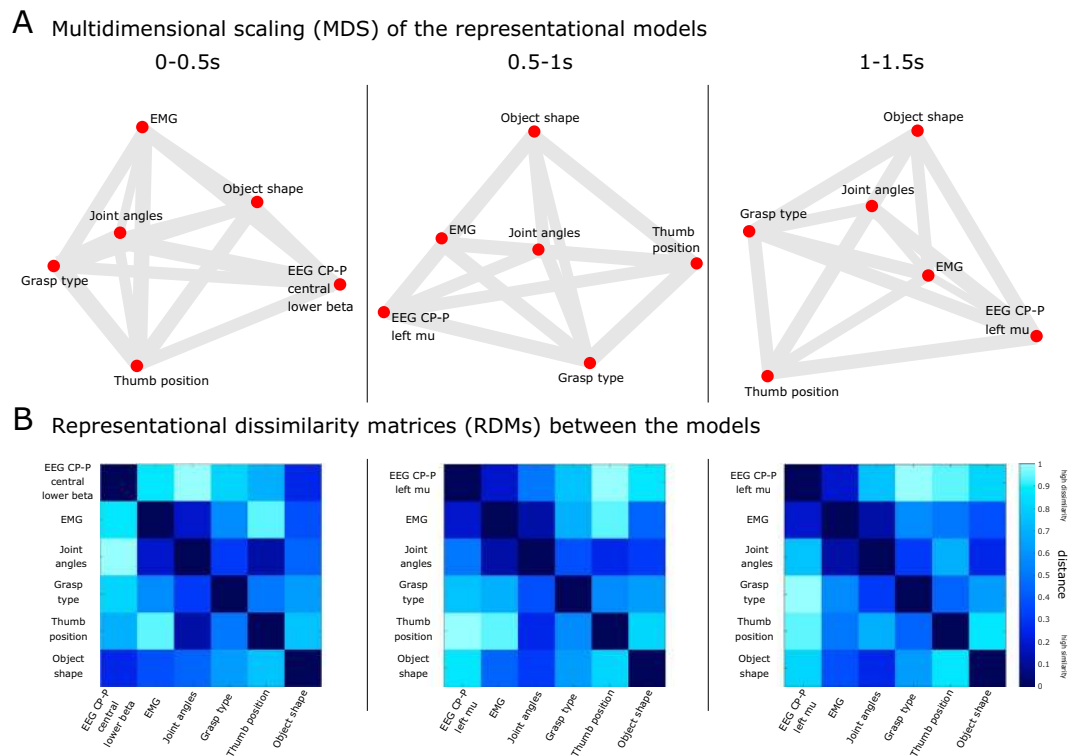 A Multidimensional scaling (MDS) of the representational models
0-0.5s
0.5-1s
1-1.5s
EMG
Object shape
Joint angles
Grasp type
EEG CP-P
central
lower beta
Thumb position
Object shape
EMG
Joint angles
Thumb
position
EEG CP-P
left mu
Grasp type
Object shape
Joint angles
Grasp type
EMG
EEG CP-P
left mu
Thumb position
B Representational dissimilarity matrices (RDMs) between the models
EEG CP-P
central
lower beta
EMG
Joint
angles
Grasp
type
Thumb
position
Object
shape
EEG CP-P
central
lower beta
EMG
Joint angles
Grasp type
Thumb position
Object shape
EEG CP-P
left mu
EMG
Joint
angles
Grasp
type
Thumb
position
Object
shape
EEG CP-P
left mu
EMG
Joint angles
Grasp type
Thumb position
Object shape
EEG CP-P
left mu
EMG
Joint
angles
Grasp
type
Thumb
position
Object
shape
EEG CP-P
left mu
EMG
Joint angles
Grasp type
Thumb position
Object shape
1
0.9
0.8
0.7
0.6
0.5
0.4
0.3
0.2
0.1
0
high dissimilarity
distance
high similarity